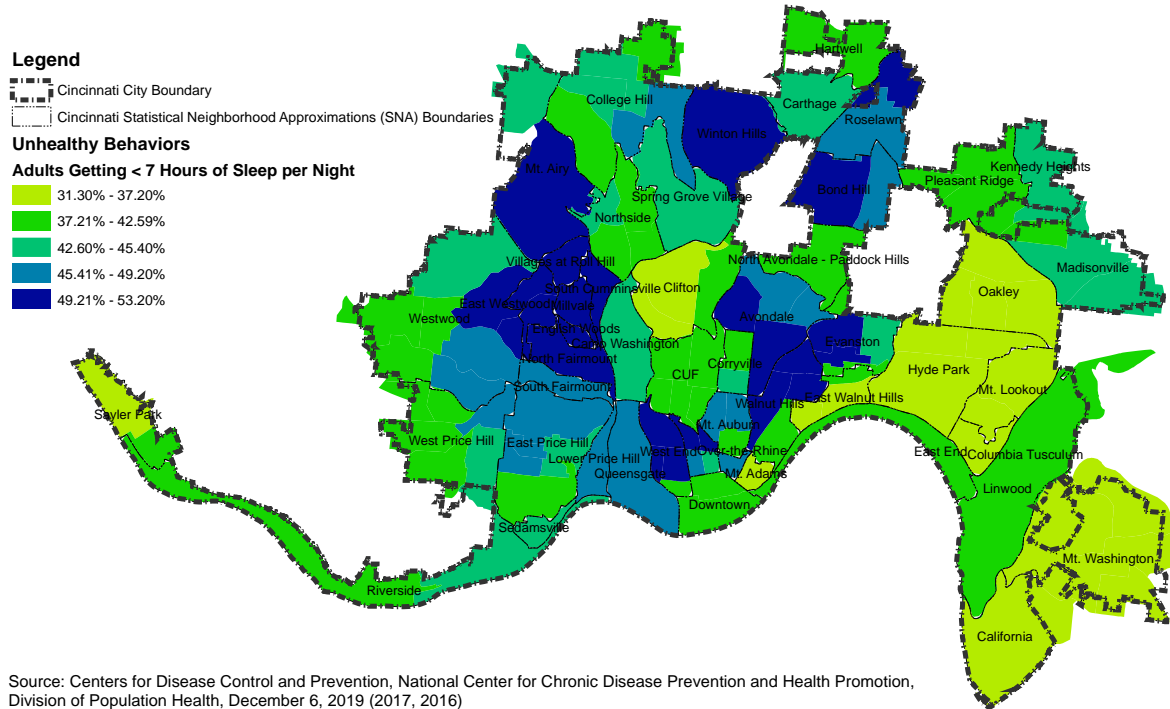 Legend
Cincinnati City Boundary
Cincinnati Statistical Neighborhood Approximations (SNA) Boundaries
Unhealthy Behaviors
Adults Getting < 7 Hours of Sleep per Night
31.30% - 37.20%
37.21% - 42.59%
42.60% - 45.40%
45.41% - 49.20%
49.21% - 53.20%
Hartwell
College Hill
Carthage
Roselawn
Winton Hills
Mt. Airy
Kennedy Heights
Pleasant Ridge
Bond Hill
Spring Grove Village
Northside
Villages at Roll Hill
North Avondale - Paddock Hills
Madisonville
South Cumminsville
Clifton
Oakley
East Westwood
Millvale
Westwood
Avondale
English Woods
Camp Washington
Evanston
North Fairmount
Corryville
Hyde Park
CUF
South Fairmount
Mt. Lookout
Sayler Park
Walnut Hills
East Walnut Hills
Mt. Auburn
West Price Hill
East Price Hill
Lower Price Hill
West End
Over-the-Rhine
East End
Columbia Tusculum
Queensgate
Mt. Adams
Linwood
Downtown
Sedamsville
Mt. Washington
Riverside
California
Source: Centers for Disease Control and Prevention, National Center for Chronic Disease Prevention and Health Promotion,
Division of Population Health, December 6, 2019 (2017, 2016)